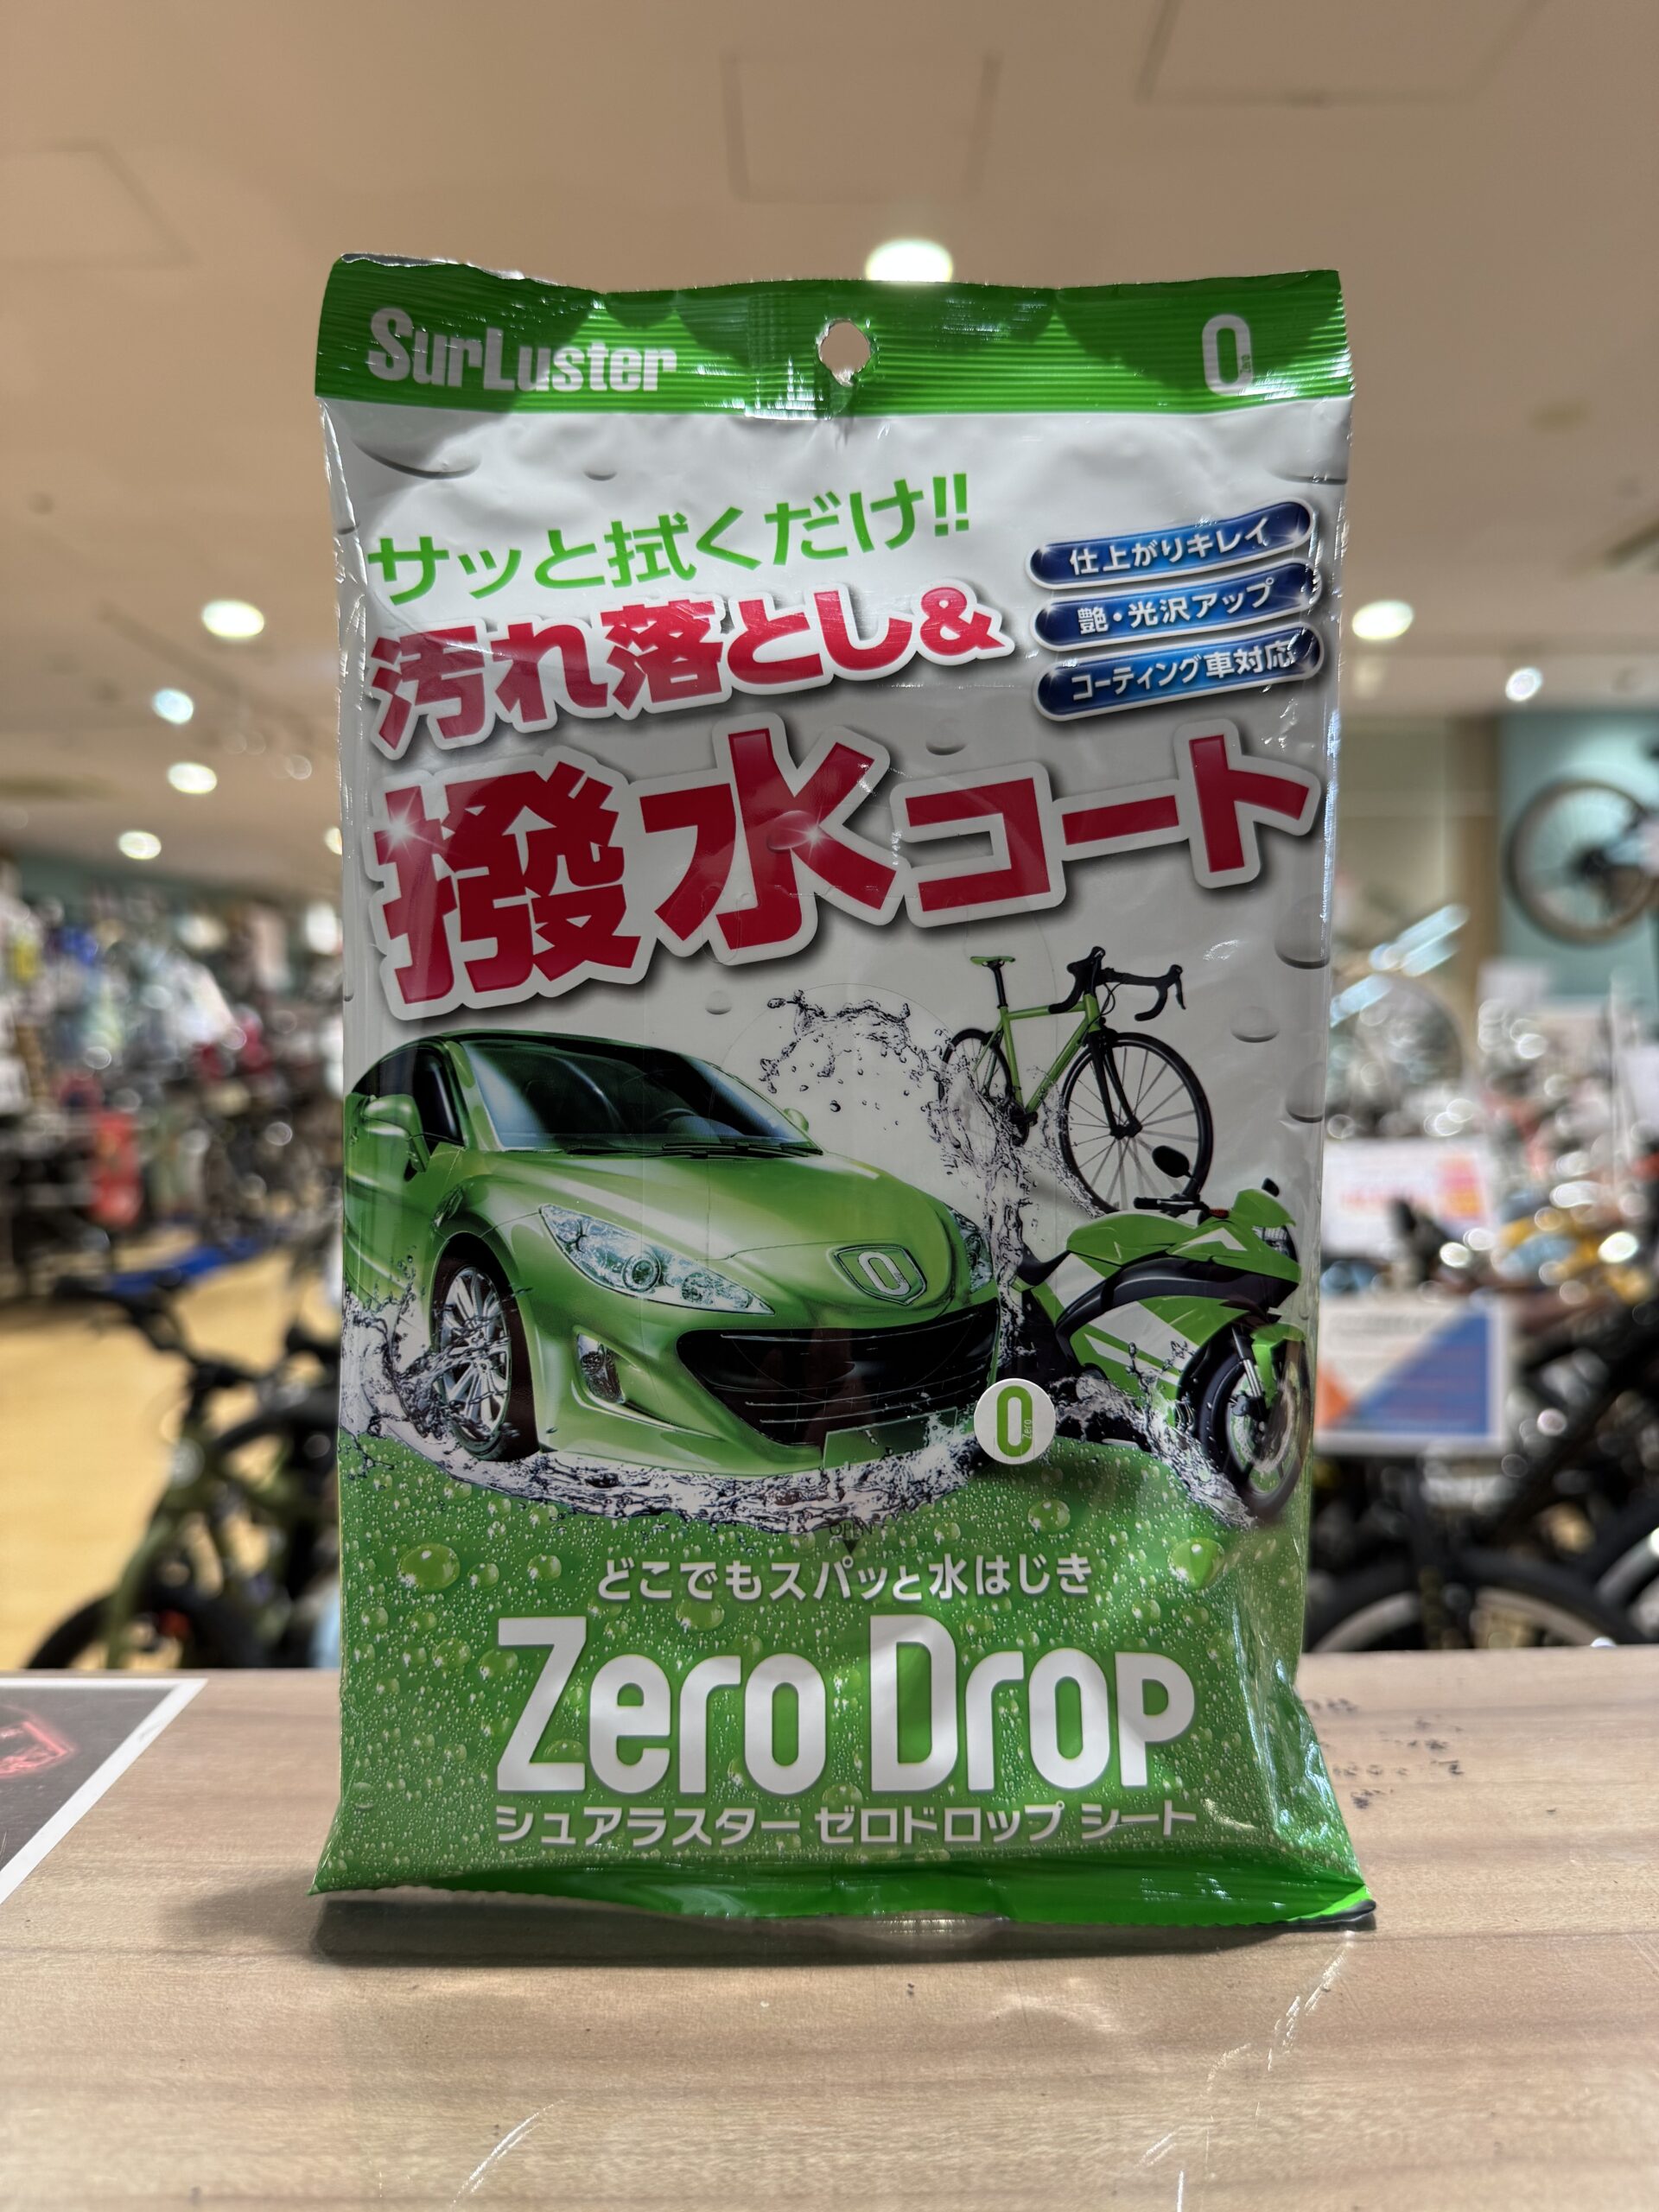 SurLuster
0
サッと拭くだけ!!
汚れ落とし&
撥水コート
仕上がりキレイ
艶・光沢アップ
コーティング車対応
0
0
Zero
OPEN
どこでもスパッと水はじき
Zero Drop
シュアラスター ゼロドロップ シート